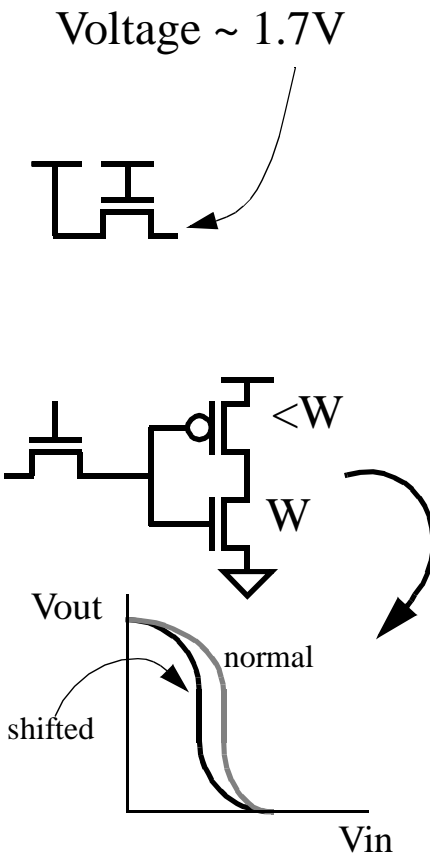 Voltage ~ 1.7V
<W
W
Vout
normal
shifted
Vin